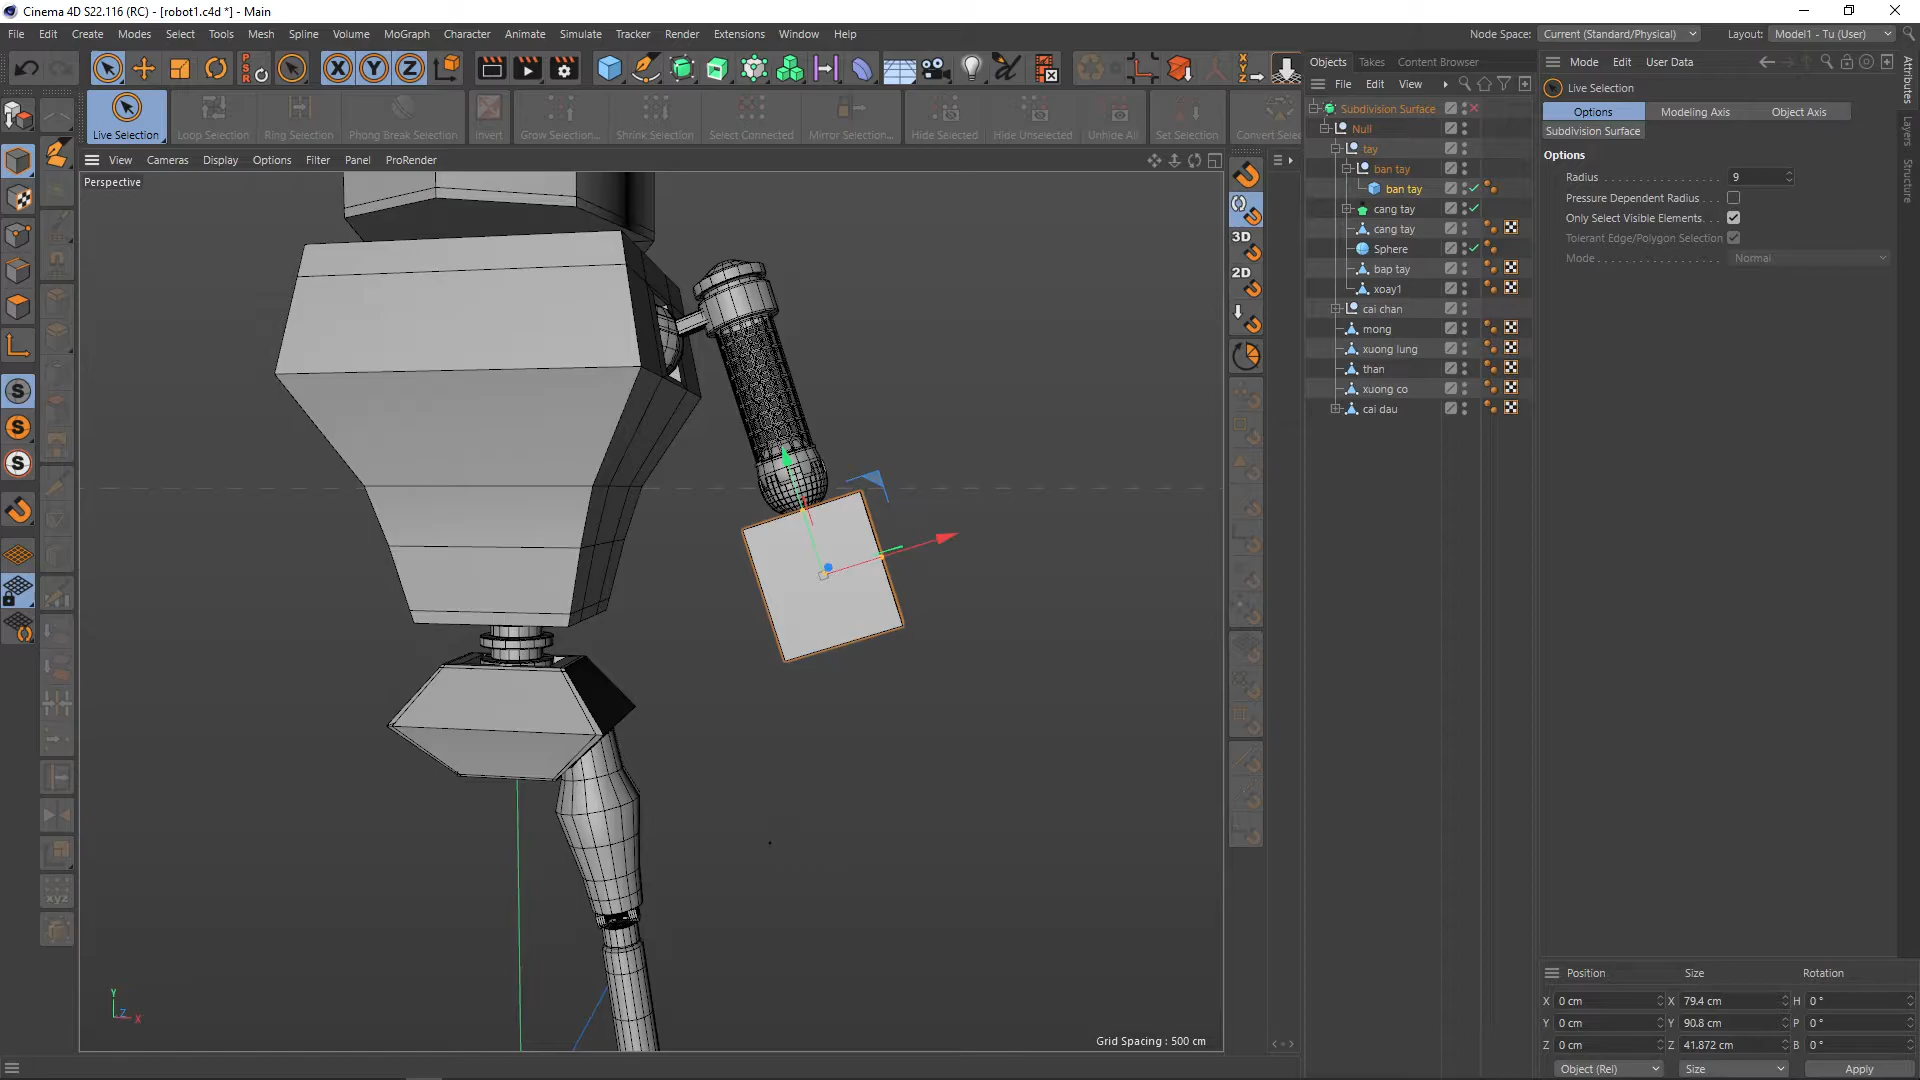 Cinema 4D S22.116 (RC) - [robot1.c4d *] - Main
File Edit Create Modes Select Tools Mesh Spline Volume MoGraph Character Animate Simulate Tracker Render Extensions Window Help
Node Space: Current (Standard/Physical) Layout: Model1 - Tu (User)
PSR
X Y Z
Live Selection Loop Selection Ring Selection Phong Break Selection Invert Grow Selection... Shrink Selection Select Connected Mirror Selection... Hide Selected Hide Unselected Unhide All Set Selection Convert Selec
View Cameras Display Options Filter Panel ProRender
Perspective
3D
2D
S
S
S
xyz
Y
Z
X
Grid Spacing : 500 cm
Objects Takes Content Browser
File Edit View
Subdivision Surface
Null
tay
ban tay
ban tay
cang tay
cang tay
Sphere
bap tay
xoay1
cai chan
mong
xuong lung
than
xuong co
cai dau
Mode Edit User Data
Live Selection
Options Modeling Axis Object Axis
Subdivision Surface
Options
Radius 9
Pressure Dependent Radius
Only Select Visible Elements
Tolerant Edge/Polygon Selection
Mode Normal
Attributes
Layers
Structure
Position Size Rotation
X 0 cm X 79.4 cm H 0 °
Y 0 cm Y 90.8 cm P 0 °
Z 0 cm Z 41.872 cm B 0 °
Object (Rel) Size Apply